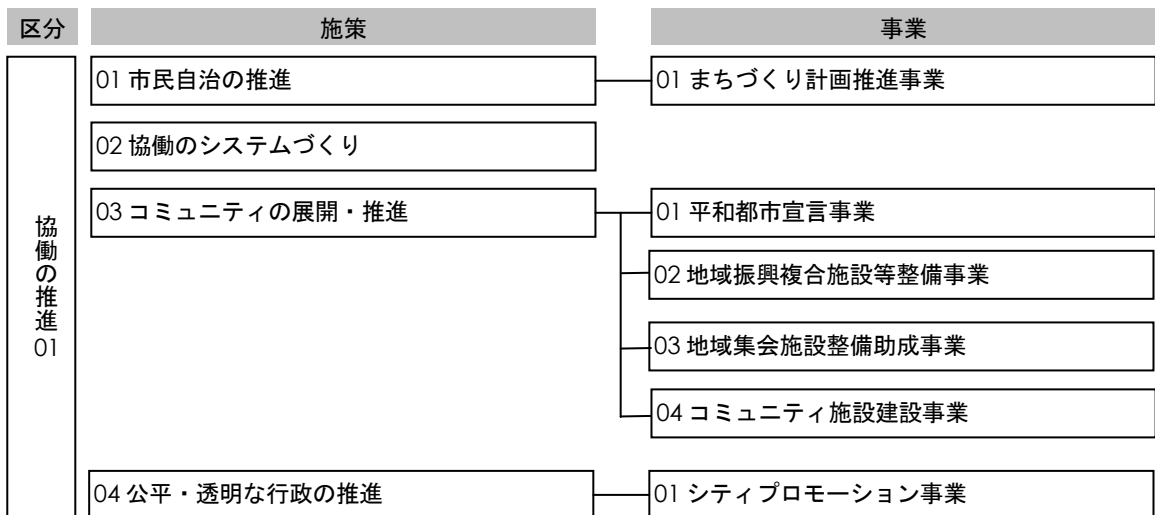 区分 施策 事業
協働の推進 01
01 市民自治の推進 01 まちづくり計画推進事業
02 協働のシステムづくり
03 コミュニティの展開・推進 01 平和都市宣言事業
02 地域振興複合施設等整備事業
03 地域集会施設整備助成事業
04 コミュニティ施設建設事業
04 公平・透明な行政の推進 01 シティプロモーション事業